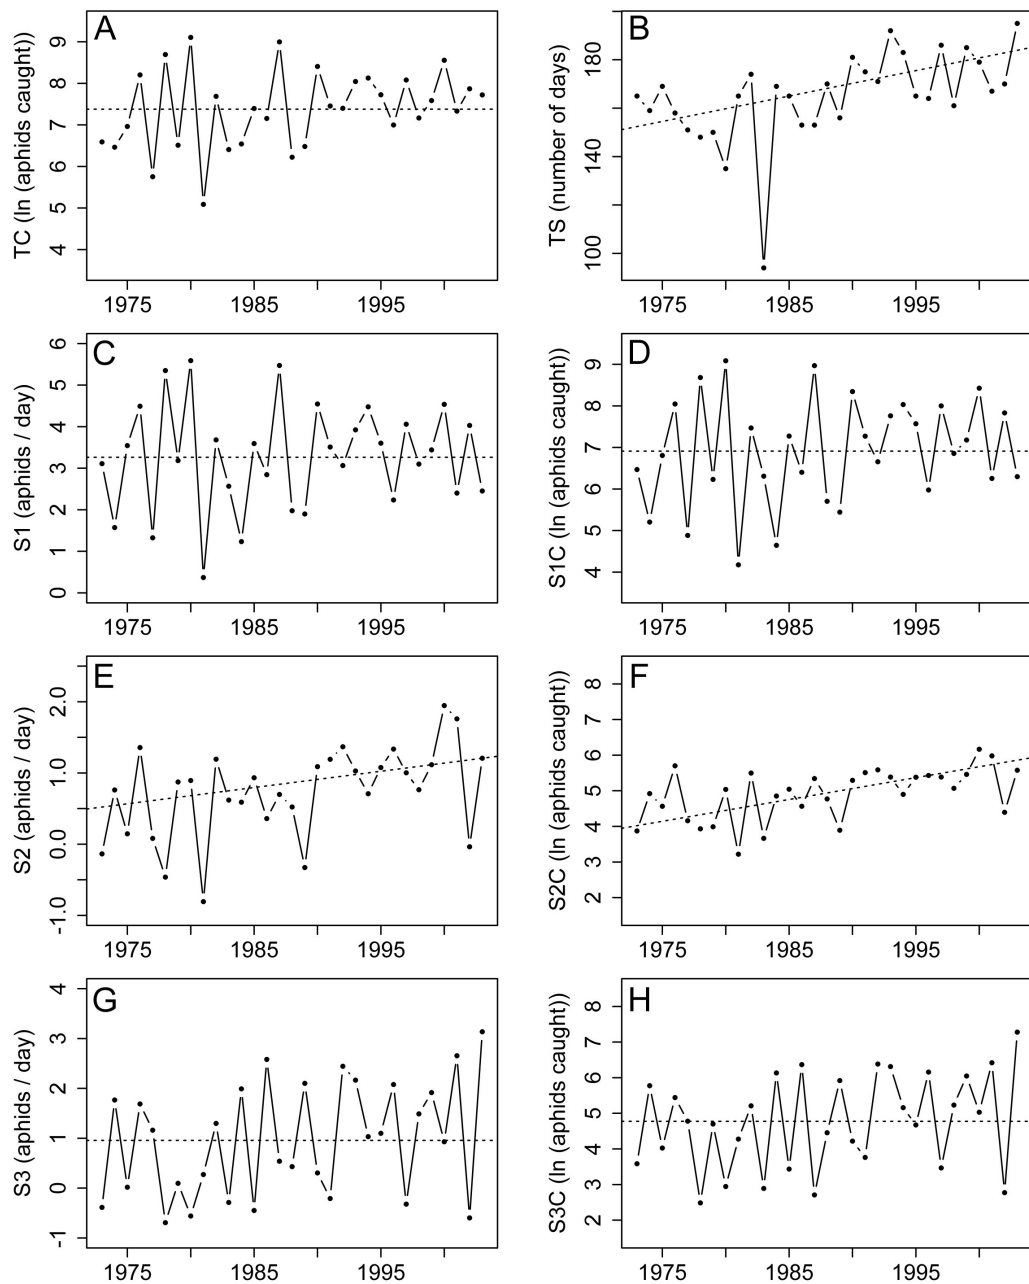 A
TC (ln (aphids caught))
9
8
7
6
5
4
1975 1985 1995
B
TS (number of days)
180
140
100
1975 1985 1995
C
S1 (aphids / day)
6
5
4
3
2
1
0
1975 1985 1995
D
S1C (ln (aphids caught))
9
8
7
6
5
4
1975 1985 1995
E
S2 (aphids / day)
2.0
1.0
0.0
-1.0
1975 1985 1995
F
S2C (ln (aphids caught))
8
7
6
5
4
3
2
1975 1985 1995
G
S3 (aphids / day)
4
3
2
1
0
-1
1975 1985 1995
H
S3C (ln (aphids caught))
8
7
6
5
4
3
2
1975 1985 1995